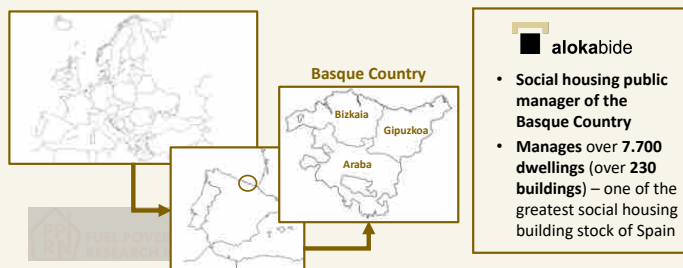 Basque Country
Bizkaia
Gipuzkoa
Araba
FPRN
FUEL POVERTY
RESEARCH
alokabide
• Social housing public
manager of the
Basque Country
• Manages over 7.700
dwellings (over 230
buildings) – one of the
greatest social housing
building stock of Spain